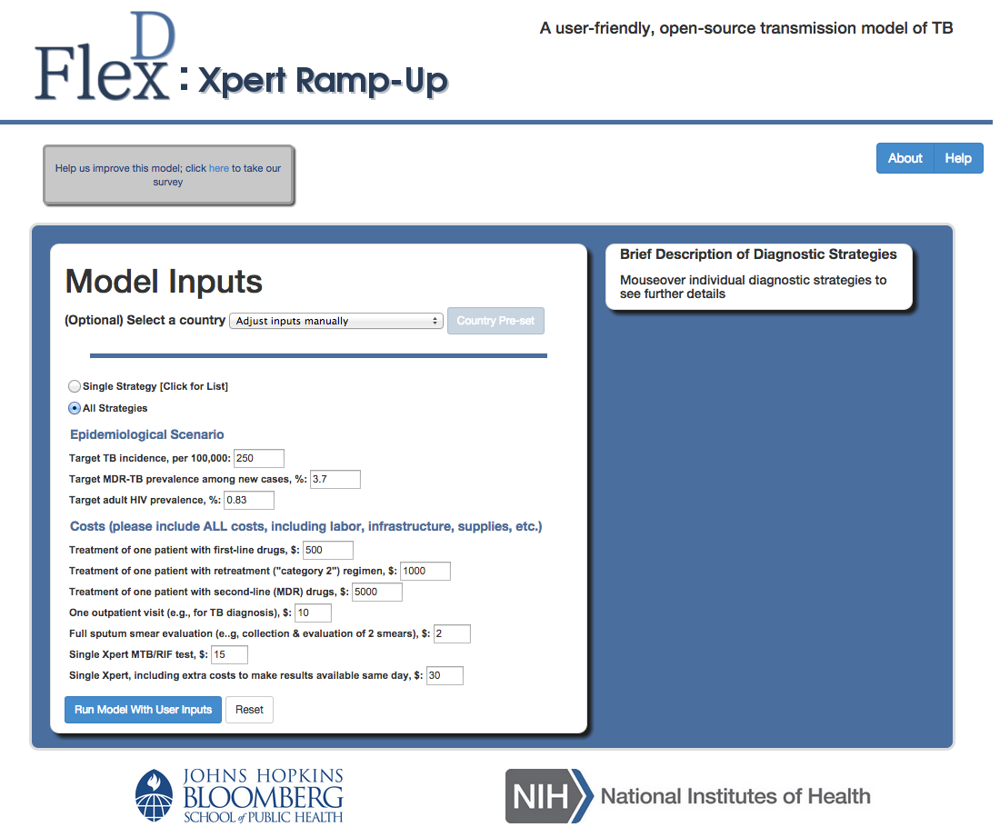 A user-friendly, open-source transmission model of TB
FlexDx: Xpert Ramp-Up
Help us improve this model; click here to take our
survey
About Help
Model Inputs
(Optional) Select a country Adjust inputs manually Country Pre-set
Single Strategy [Click for List]
All Strategies
Epidemiological Scenario
Target TB incidence, per 100,000: 250
Target MDR-TB prevalence among new cases, %: 3.7
Target adult HIV prevalence, %: 0.83
Costs (please include ALL costs, including labor, infrastructure, supplies, etc.)
Treatment of one patient with first-line drugs, $: 500
Treatment of one patient with retreatment ("category 2") regimen, $: 1000
Treatment of one patient with second-line (MDR) drugs, $: 5000
One outpatient visit (e.g., for TB diagnosis), $: 10
Full sputum smear evaluation (e..g, collection & evaluation of 2 smears), $: 2
Single Xpert MTB/RIF test, $: 15
Single Xpert, including extra costs to make results available same day, $: 30
Run Model With User Inputs Reset
Brief Description of Diagnostic Strategies
Mouseover individual diagnostic strategies to
see further details
JOHNS HOPKINS
BLOOMBERG
SCHOOL of PUBLIC HEALTH
NIH National Institutes of Health